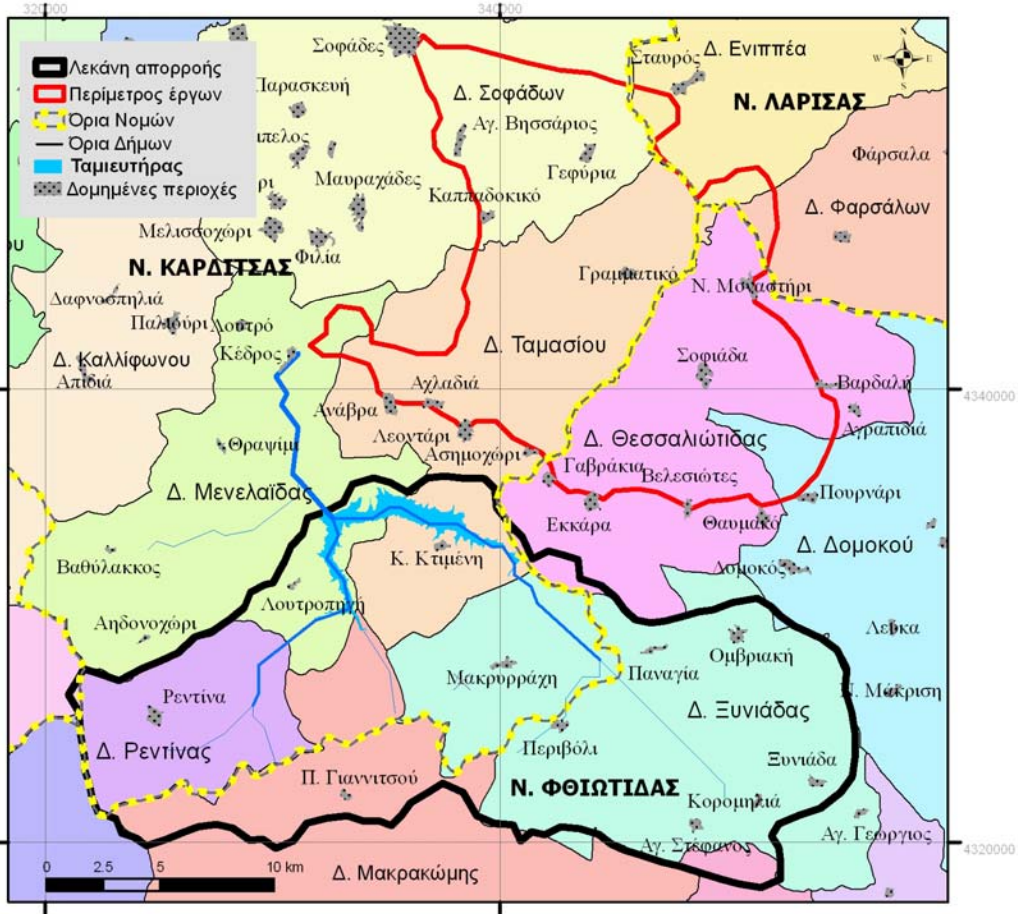 320000
340000
Σοφάδες
Σταυρός
Δ. Ενιππέα
W
E
S
Λεκάνη απορροής
Περίμετρος έργων
Όρια Νομών
Όρια Δήμων
Ταμιευτήρας
Δομημένες περιοχές
Παρασκευή
Δ. Σοφάδων
Ν. ΛΑΡΙΣΑΣ
Αγ. Βησσάριος
Φάρσαλα
Γεφύρια
Μαυραχάδες
Καππαδοκικό
Δ. Φαρσάλων
Μελισσοχώρι
Φιλία
Ν. ΚΑΡΔΙΤΣΑΣ
Γραμματικό
Ν. Μοναστήρι
Δαφνοσπηλιά
Παλιούρι
Λουτρό
Κέδρος
Δ. Ταμασίου
Σοφιάδα
Δ. Καλλίφωνου
Απιδιά
Αχλαδιά
Βαρδαλή
4340000
Ανάβρα
Λεοντάρι
Αγραπιδιά
Θραψίμι
Ασημοχώρι
Δ. Θεσσαλιώτιδας
Γαβράκια
Βελεσιώτες
Δ. Μενελαΐδας
Πουρνάρι
Εκκάρα
Θαυμακό
Δ. Δομοκού
Βαθύλακκος
Κ. Κτιμένη
Δομοκός
Λουτροπηγή
Αηδονοχώρι
Λεύκα
Ομβριακή
Παναγία
Μακρυρράχη
Ρεντίνα
Ν. Μάκριση
Δ. Ξυνιάδας
Δ. Ρεντίνας
Περιβόλι
Ξυνιάδα
Π. Γιαννιτσού
Ν. ΦΘΙΩΤΙΔΑΣ
Κορομηλιά
Αγ. Γεώργιος
Αγ. Στέφανος
4320000
0 2.5 5 10 km
Δ. Μακρακώμης